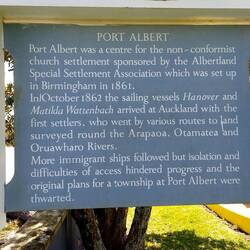 PORT ALBERT
Port Albert was a centre for the non-conformist
church settlement sponsored by the Albertland
Special Settlement Association which was set up
in Birmingham in 1861.
In October 1862 the sailing vessels Hanover and
Matilda Wattenbach arrived at Auckland with the
first settlers, who went by various routes to land
surveyed round the Arapaoa, Otamatea and
Oruawharo Rivers.
More immigrant ships followed but isolation and
difficulties of access hindered progress and the
original plans for a township at Port Albert were
thwarted.